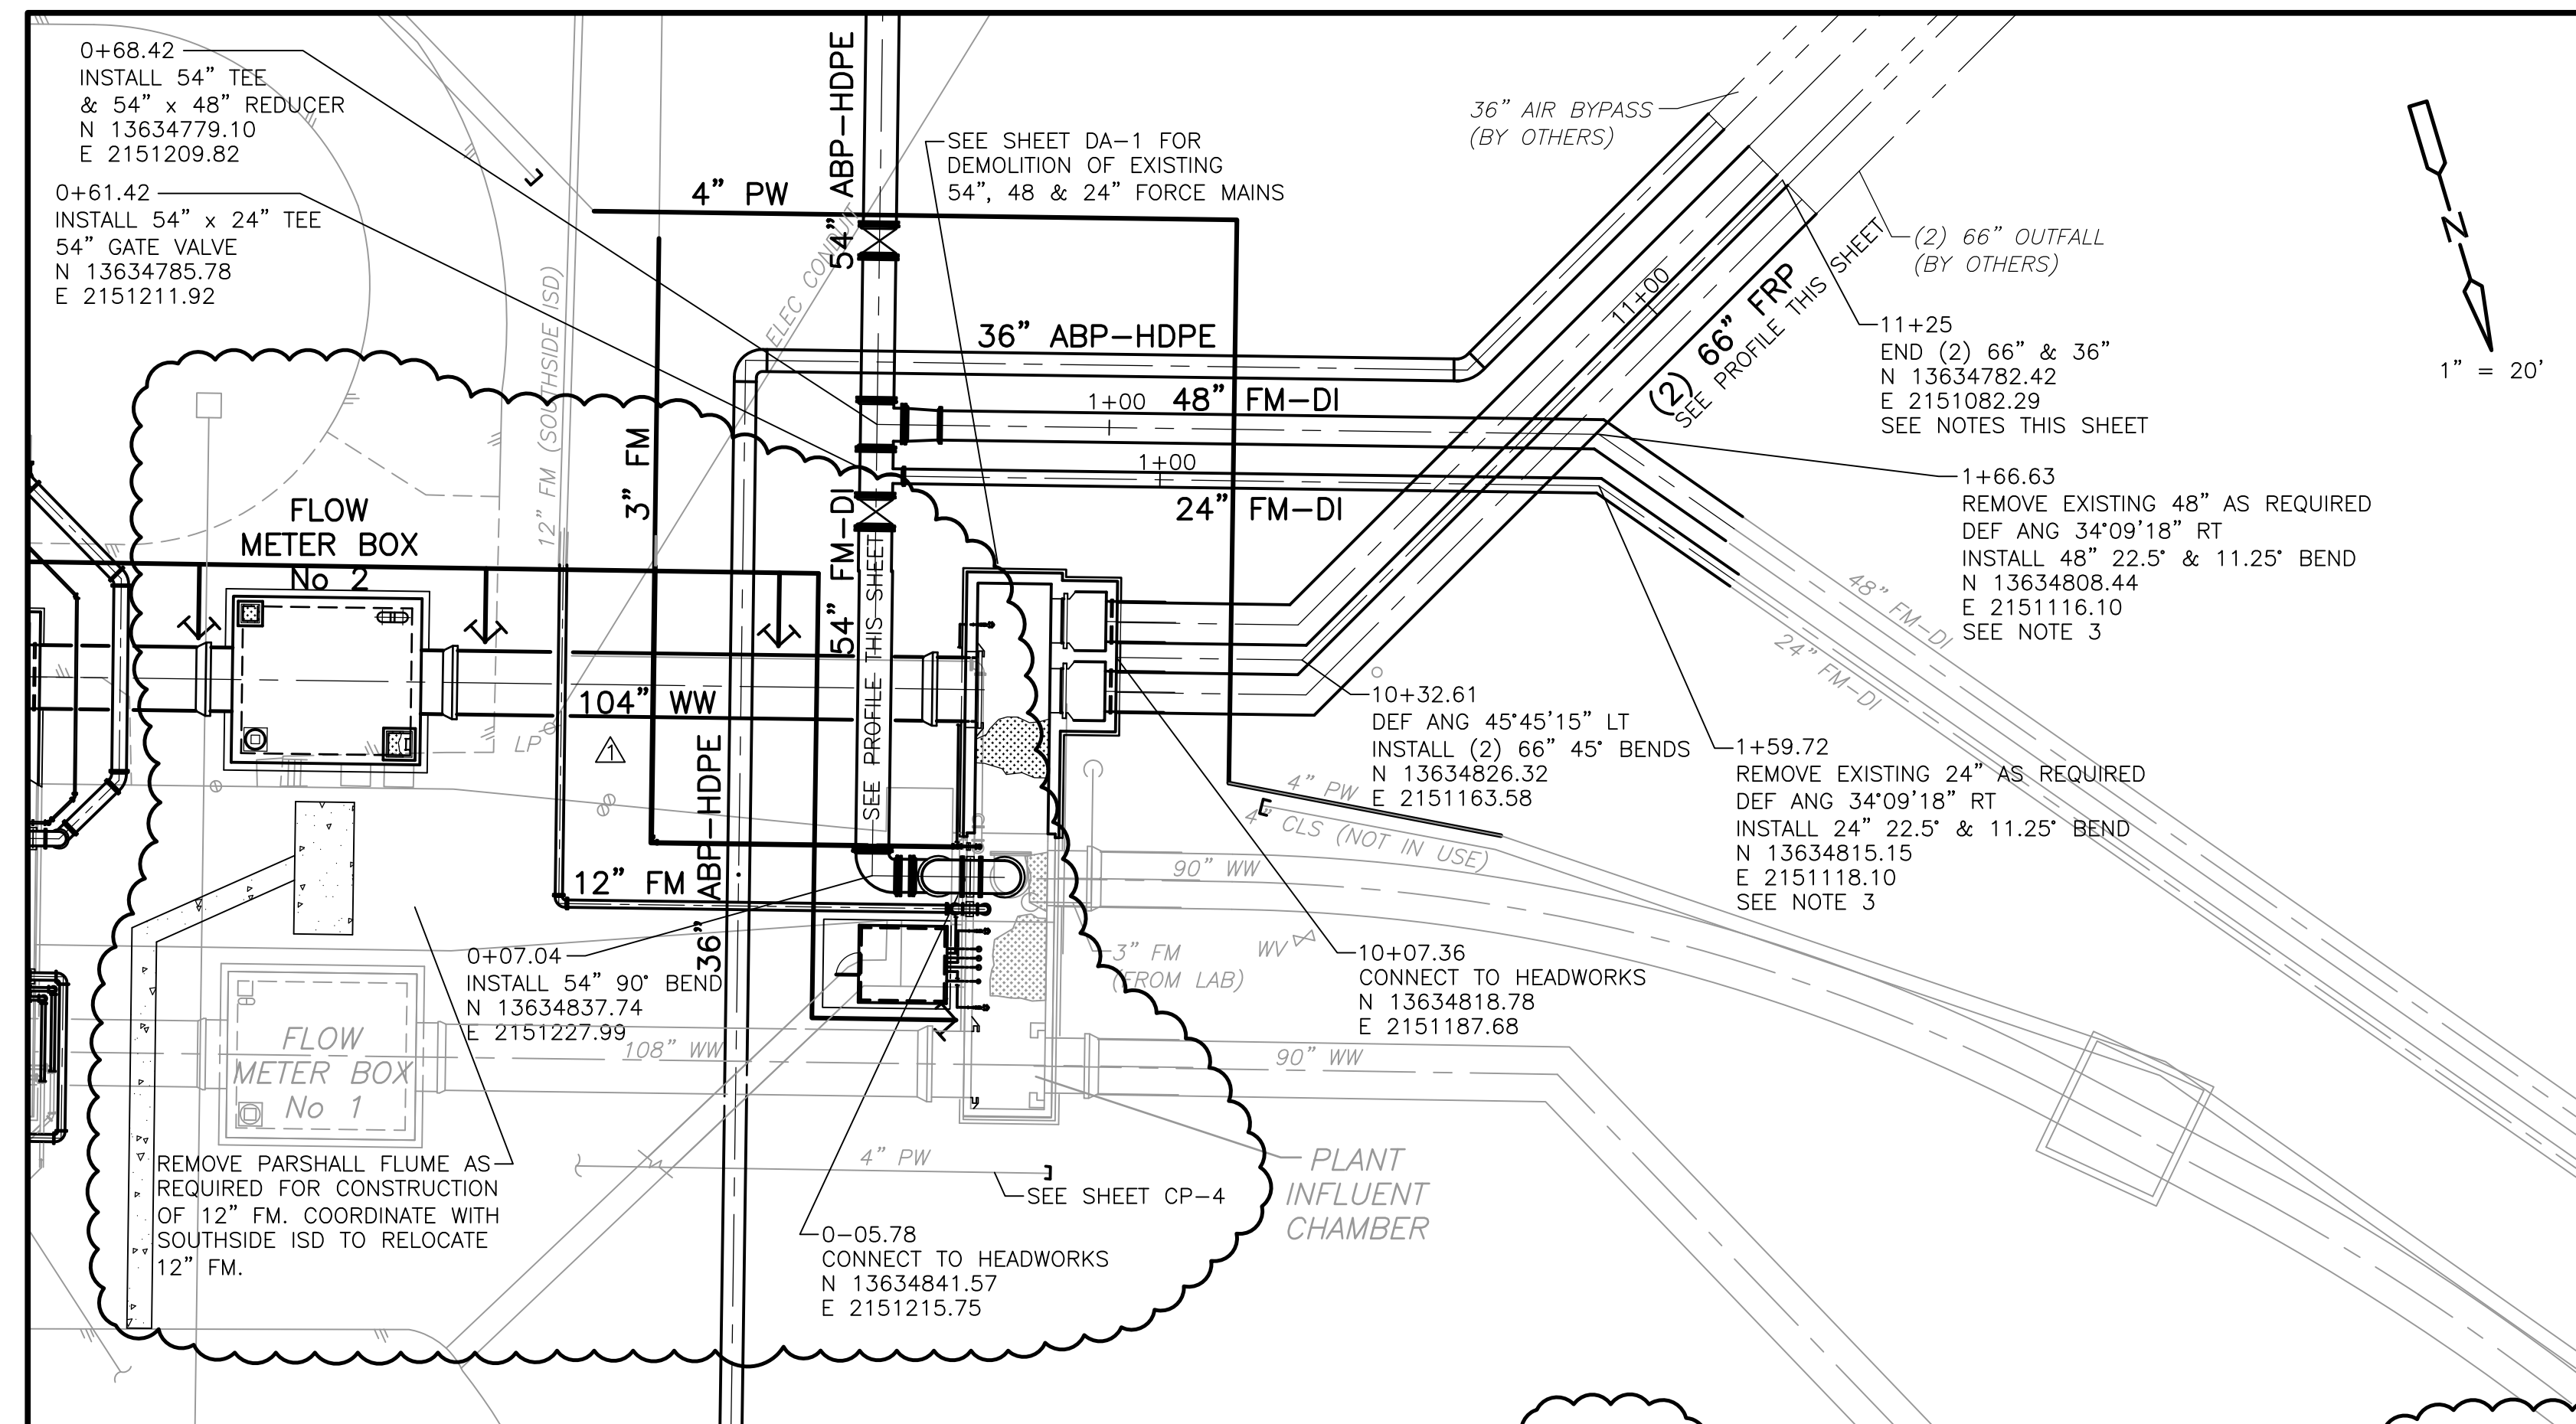 0+68.42
INSTALL 54” TEE
& 54” x 48” REDUCER
N 13634779.10
E 2151209.82
0+61.42
INSTALL 54” x 24” TEE
54” GATE VALVE
N 13634785.78
E 2151211.92
12” FM (SOUTHSIDE ISD)
4” PW
3” FM
ELEC CONDUIT
54” ABP-HDPE
SEE SHEET DA-1 FOR
DEMOLITION OF EXISTING
54”, 48 & 24” FORCE MAINS
36” ABP-HDPE
1+00
48” FM-DI
1+00
24” FM-DI
36” AIR BYPASS
(BY OTHERS)
11+00
(2) 66” FRP
SEE PROFILE THIS SHEET
(2) 66” OUTFALL
(BY OTHERS)
N
1” = 20’
11+25
END (2) 66” & 36”
N 13634782.42
E 2151082.29
SEE NOTES THIS SHEET
1+66.63
REMOVE EXISTING 48” AS REQUIRED
DEF ANG 34°09’18” RT
INSTALL 48” 22.5° & 11.25° BEND
N 13634808.44
E 2151116.10
SEE NOTE 3
48” FM-DI
24” FM-DI
FLOW
METER BOX
No 2
54” FM-DI
SEE PROFILE THIS SHEET
104” WW
LP
1
36” ABP-HDPE
12” FM
10+32.61
DEF ANG 45°45’15” LT
INSTALL (2) 66” 45° BENDS
N 13634826.32
E 2151163.58
1+59.72
REMOVE EXISTING 24” AS REQUIRED
DEF ANG 34°09’18” RT
INSTALL 24” 22.5° & 11.25° BEND
N 13634815.15
E 2151118.10
SEE NOTE 3
4” PW
4” CLS (NOT IN USE)
90” WW
3” FM
(FROM LAB)
WV
0+07.04
INSTALL 54” 90° BEND
N 13634837.74
E 2151227.99
10+07.36
CONNECT TO HEADWORKS
N 13634818.78
E 2151187.68
FLOW
METER BOX
No 1
108” WW
90” WW
4” PW
SEE SHEET CP-4
PLANT
INFLUENT
CHAMBER
REMOVE PARSHALL FLUME AS
REQUIRED FOR CONSTRUCTION
OF 12” FM. COORDINATE WITH
SOUTHSIDE ISD TO RELOCATE
12” FM.
0-05.78
CONNECT TO HEADWORKS
N 13634841.57
E 2151215.75